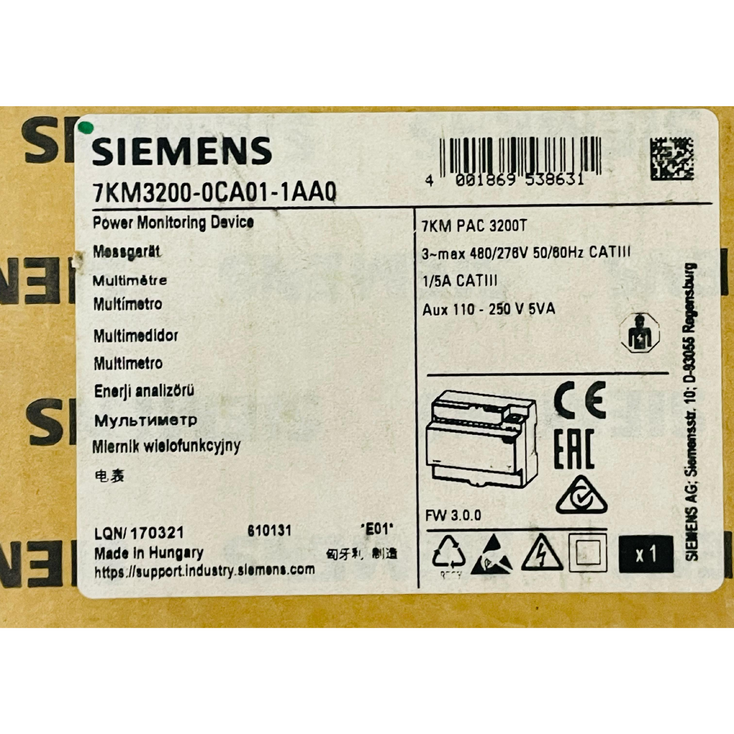 SIEMENS
7KM3200-0CA01-1AA0
4 001869 538631
Power Monitoring Device
Messgerät
Multimètre
Multímetro
Multimedidor
Multimetro
Enerji analizörü
Мультиметр
Miernik wielofunkcyjny
电表
LQN/170321 610131 "E01"
Made in Hungary 匈牙利 制造
https://support.industry.siemens.com
7KM PAC 3200T
3~max 480/276V 50/60Hz CATIII
1/5A CATIII
Aux 110 - 250 V 5VA
CE
EAC
FW 3.0.0
x 1
SIEMENS AG; Siemensstr. 10; D-93055 Regensburg